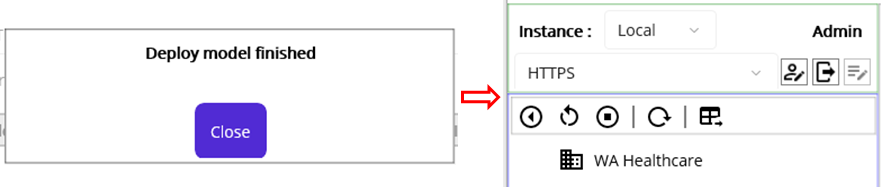 Deploy model finished
Close
Instance : Local Admin
HTTPS
WA Healthcare